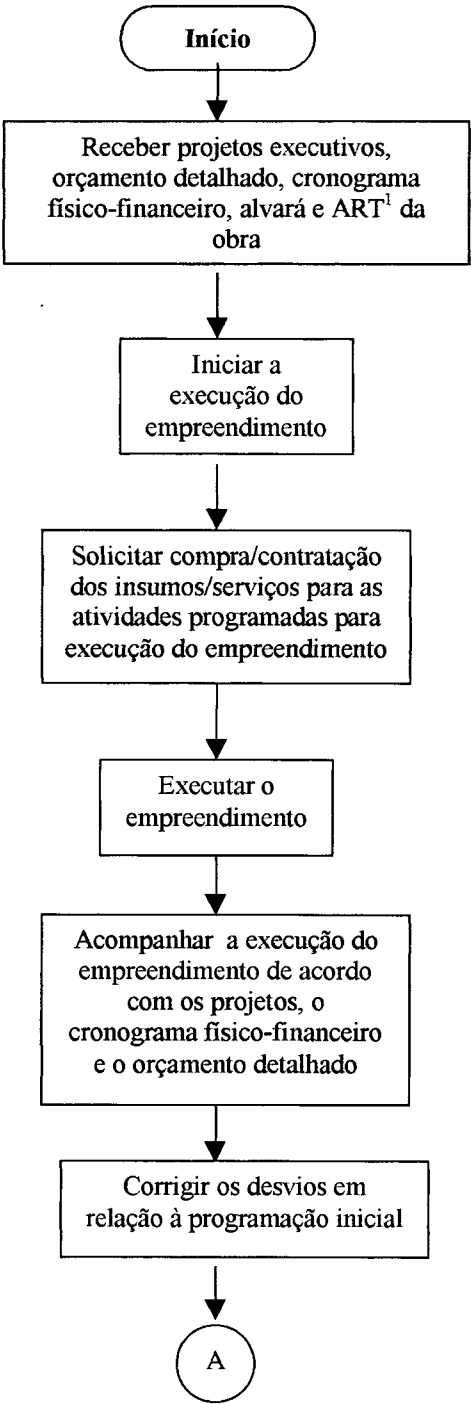 Início
Receber projetos executivos,
orçamento detalhado, cronograma
físico-financeiro, alvará e ART¹ da
obra
Iniciar a
execução do
empreendimento
Solicitar compra/contratação
dos insumos/serviços para as
atividades programadas para
execução do empreendimento
Executar o
empreendimento
Acompanhar a execução do
empreendimento de acordo
com os projetos, o
cronograma físico-financeiro
e o orçamento detalhado
Corrigir os desvios em
relação à programação inicial
A